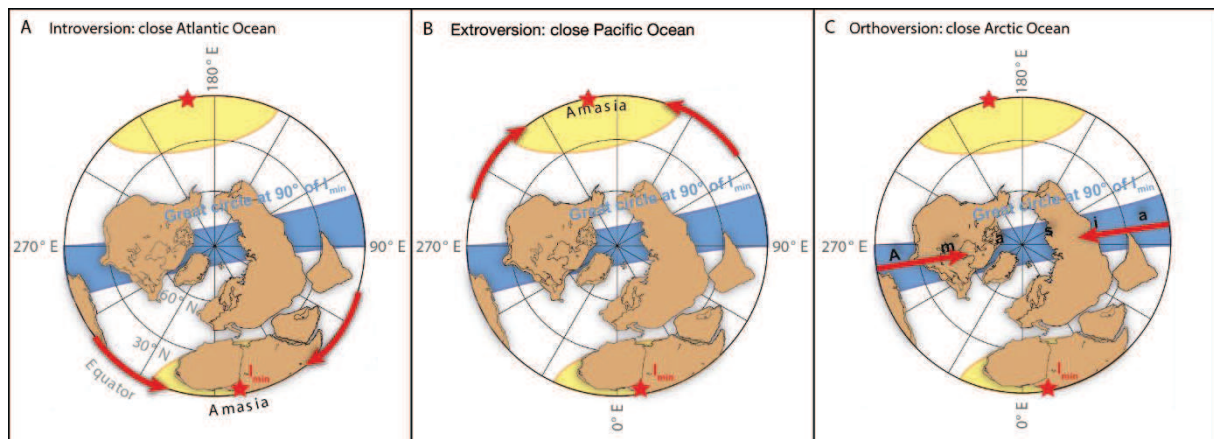 A Introversion: close Atlantic Ocean
180° E
Great circle at 90° of Imin
270° E
90° E
60° N
30° N
Equator
Imin
Amasia
B Extroversion: close Pacific Ocean
Amasia
Great circle at 90° of Imin
270° E
90° E
Imin
0° E
C Orthoversion: close Arctic Ocean
180° E
Great circle at 90° of Imin
A m a s i a
270° E
90° E
Imin
0° E